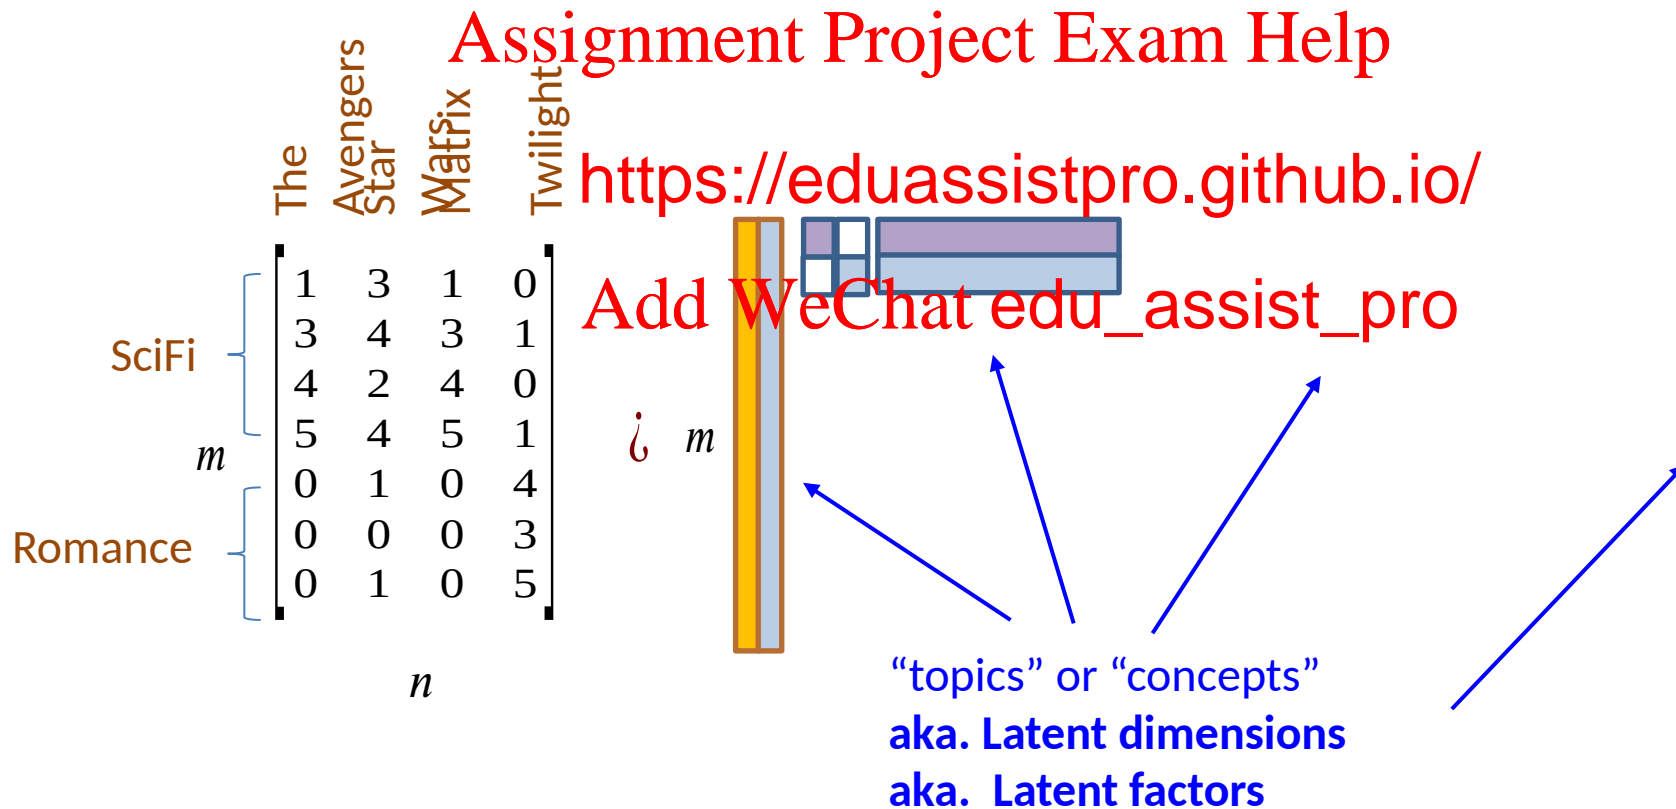 Assignment Project Exam Help
The
Avengers
Star
Wars
Matrix
Twilight
https://eduassistpro.github.io/
Add WeChat edu_assist_pro
1 3 1 0
3 4 3 1
SciFi
4 2 4 0
5 4 5 1
m
¿ m
0 1 0 4
Romance
0 0 0 3
0 1 0 5
n
“topics” or “concepts”
aka. Latent dimensions
aka. Latent factors